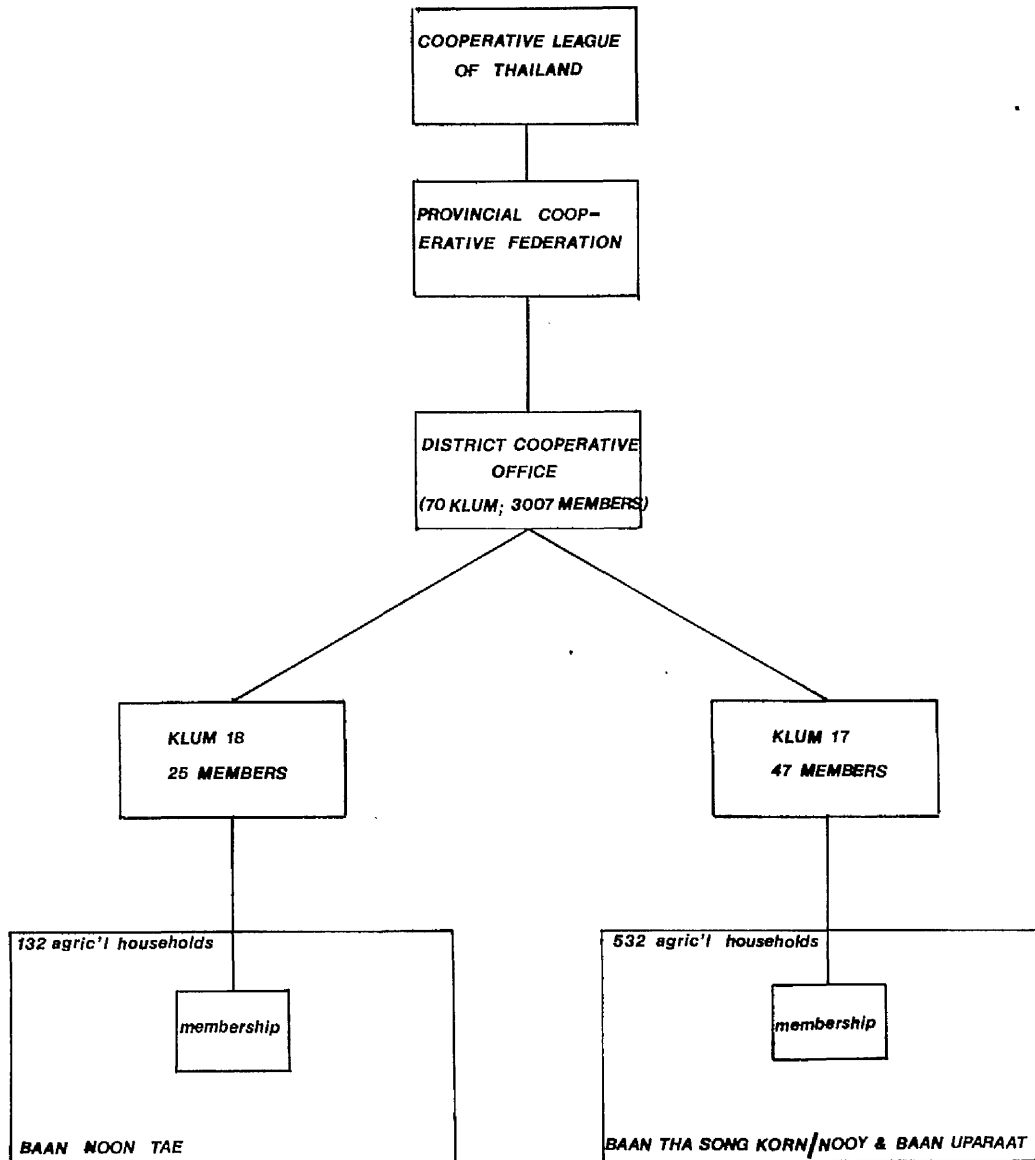 COOPERATIVE LEAGUE
OF THAILAND
PROVINCIAL COOP-
ERATIVE FEDERATION
DISTRICT COOPERATIVE
OFFICE
(70 KLUM; 3007 MEMBERS)
KLUM 18
25 MEMBERS
KLUM 17
47 MEMBERS
132 agric'l households
membership
BAAN NOON TAE
532 agric'l households
membership
BAAN THA SONG KORN/NOOY & BAAN UPARAAT